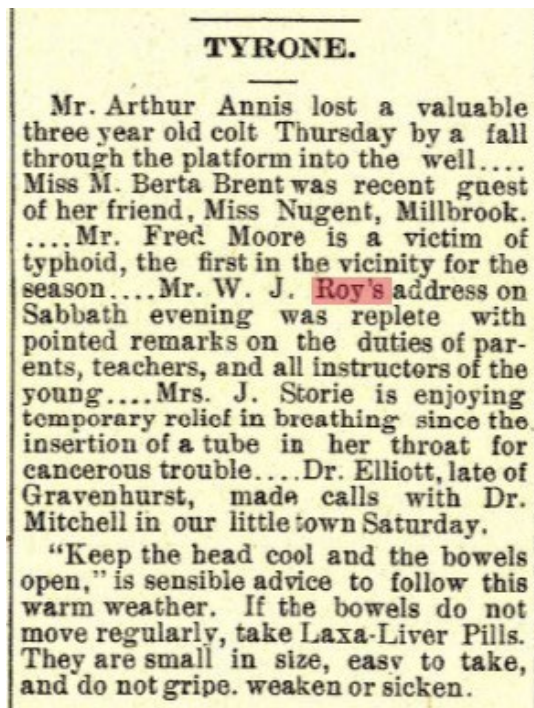 TYRONE.
Mr. Arthur Annis lost a valuable
three year old colt Thursday by a fall
through the platform into the well....
Miss M. Berta Brent was recent guest
of her friend, Miss Nugent, Millbrook.
....Mr. Fred Moore is a victim of
typhoid, the first in the vicinity for the
season....Mr. W. J. Roy's address on
Sabbath evening was replete with
pointed remarks on the duties of par-
ents, teachers, and all instructors of the
young....Mrs. J. Storie is enjoying
temporary relief in breathing since the
insertion of a tube in her throat for
cancerous trouble....Dr. Elliott, late of
Gravenhurst, made calls with Dr.
Mitchell in our little town Saturday.
"Keep the head cool and the bowels
open," is sensible advice to follow this
warm weather. If the bowels do not
move regularly, take Laxa-Liver Pills.
They are small in size, easy to take,
and do not gripe. weaken or sicken.